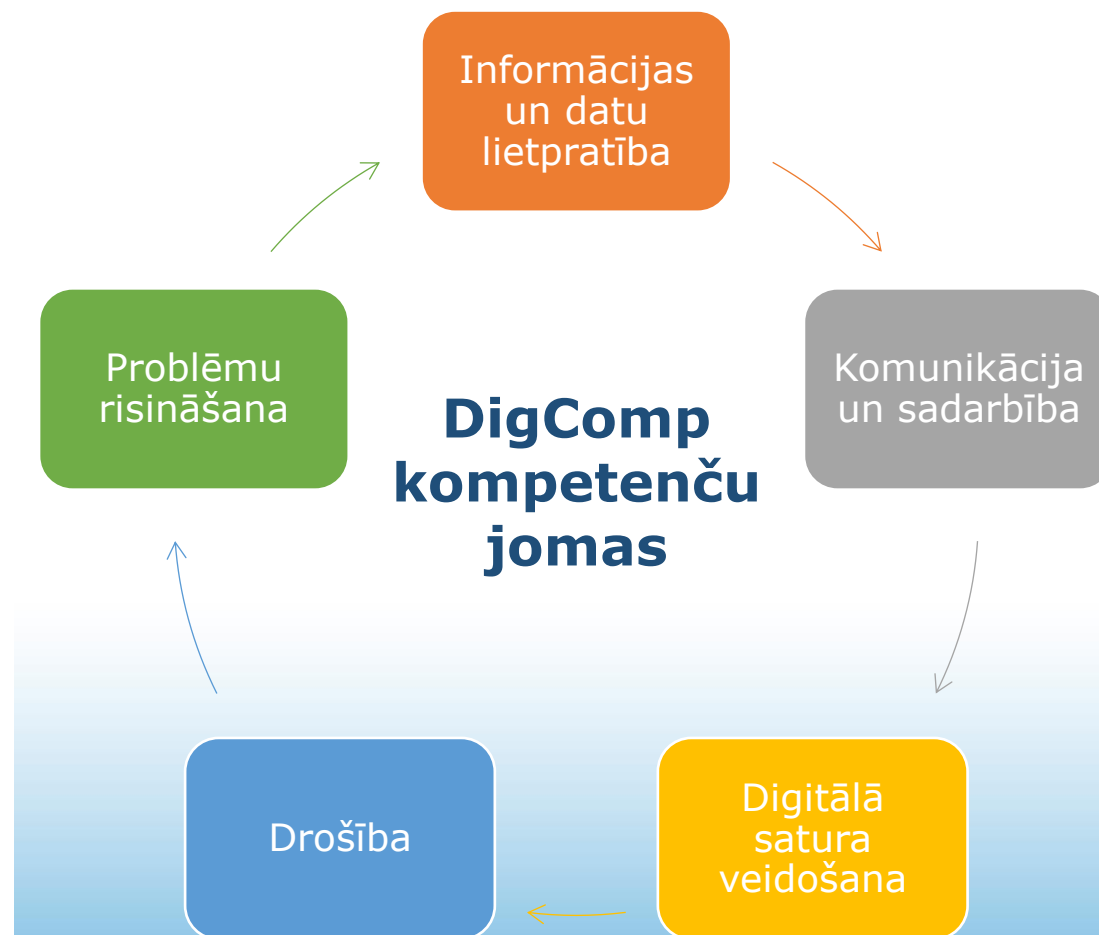 Informācijas
un datu
lietpratība
Komunikācija
un sadarbība
Digitālā
satura
veidošana
Drošība
Problēmu
risināšana
DigComp
kompetenču
jomas